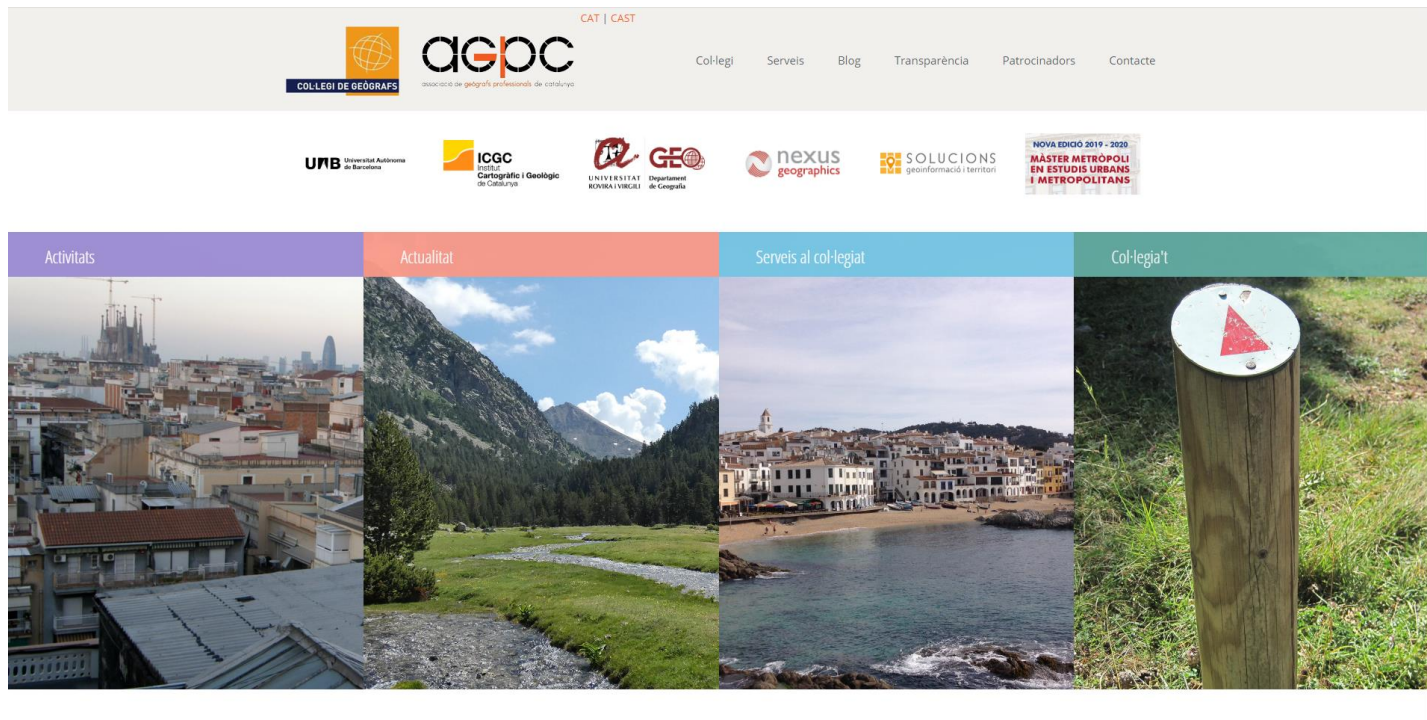 CAT | CAST
COL·LEGI DE GEÒGRAFS
agpc
associació de geògrafs professionals de catalunya
Col·legi Serveis Blog Transparència Patrocinadors Contacte
UAB Universitat Autònoma
de Barcelona
ICGC
Institut
Cartogràfic i Geològic
de Catalunya
UNIVERSITAT
ROVIRA I VIRGILI
GEO
Departament
de Geografia
nexus
geographics
SOLUCIONS
geoinformació i territori
NOVA EDICIÓ 2019 - 2020
MÀSTER METRÒPOLI
EN ESTUDIS URBANS
I METROPOLITANS
Activitats
Actualitat
Serveis al col·legiat
Col·legia't